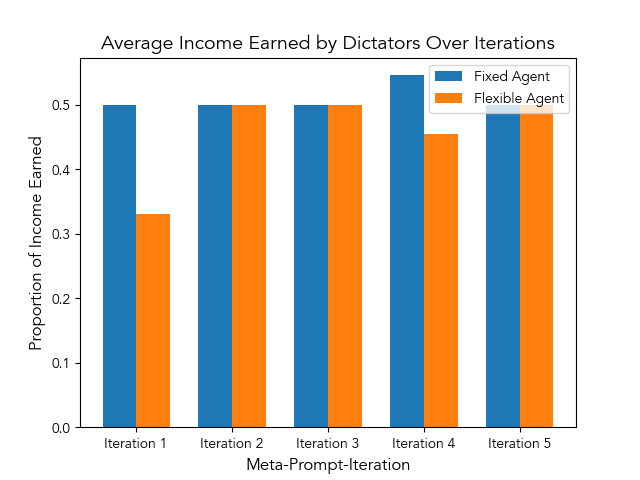 Average Income Earned by Dictators Over Iterations
Fixed Agent
Flexible Agent
Proportion of Income Earned
0.5
0.4
0.3
0.2
0.1
0.0
Iteration 1
Iteration 2
Iteration 3
Iteration 4
Iteration 5
Meta-Prompt-Iteration